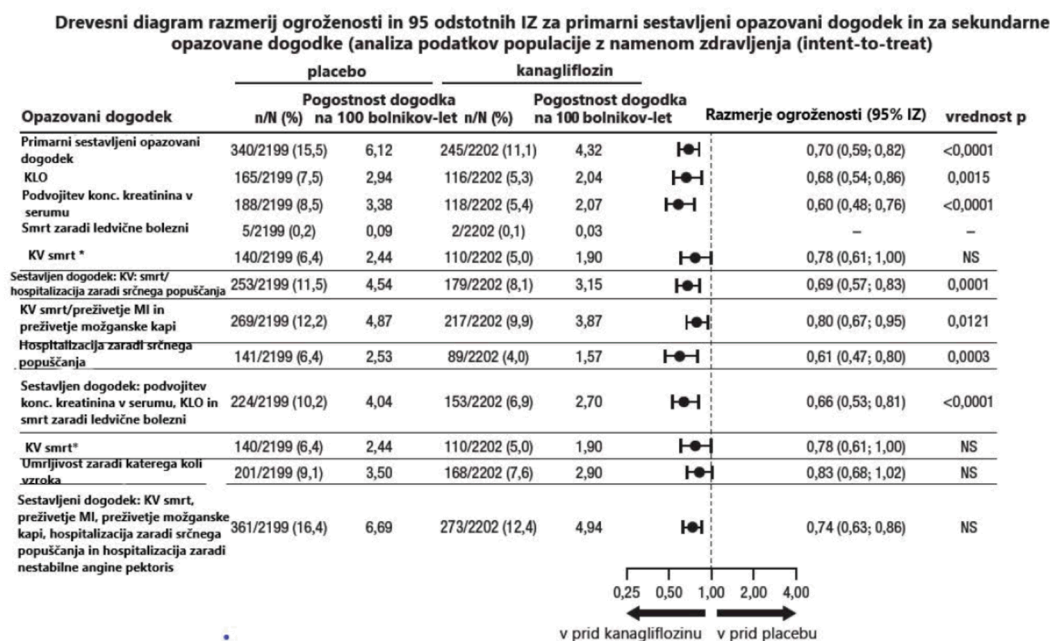 Drevesni diagram razmerij ogroženosti in 95 odstotnih IZ za primarni sestavljeni opazovani dogodek in za sekundarne
opazovane dogodke (analiza podatkov populacije z namenom zdravljenja (intent-to-treat)
placebo kanagliflozin
Pogostnost dogodka Pogostnost dogodka
Opazovani dogodek n/N (%) na 100 bolnikov-let n/N (%) na 100 bolnikov-let Razmerje ogroženosti (95% IZ) vrednost p
Primarni sestavljeni opazovani
dogodek 340/2199 (15,5) 6,12 245/2202 (11,1) 4,32 0,70 (0,59; 0,82) <0,0001
KLO 165/2199 (7,5) 2,94 116/2202 (5,3) 2,04 0,68 (0,54; 0,86) 0,0015
Podvojitev konc. kreatinina v
serumu 188/2199 (8,5) 3,38 118/2202 (5,4) 2,07 0,60 (0,48; 0,76) <0,0001
Smrt zaradi ledvične bolezni 5/2199 (0,2) 0,09 2/2202 (0,1) 0,03 – –
KV smrt * 140/2199 (6,4) 2,44 110/2202 (5,0) 1,90 0,78 (0,61; 1,00) NS
Sestavljen dogodek: KV: smrt/
hospitalizacija zaradi srčnega popuščanja 253/2199 (11,5) 4,54 179/2202 (8,1) 3,15 0,69 (0,57; 0,83) 0,0001
KV smrt/preživetje MI in
preživetje možganske kapi 269/2199 (12,2) 4,87 217/2202 (9,9) 3,87 0,80 (0,67; 0,95) 0,0121
Hospitalizacija zaradi srčnega
popuščanja 141/2199 (6,4) 2,53 89/2202 (4,0) 1,57 0,61 (0,47; 0,80) 0,0003
Sestavljen dogodek: podvojitev
konc. kreatinina v serumu, KLO in 224/2199 (10,2) 4,04 153/2202 (6,9) 2,70 0,66 (0,53; 0,81) <0,0001
smrt zaradi ledvične bolezni
KV smrt* 140/2199 (6,4) 2,44 110/2202 (5,0) 1,90 0,78 (0,61; 1,00) NS
Umrljivost zaradi katerega koli
vzroka 201/2199 (9,1) 3,50 168/2202 (7,6) 2,90 0,83 (0,68; 1,02) NS
Sestavljeni dogodek: KV smrt,
preživetje MI, preživetje možganske
kapi, hospitalizacija zaradi srčnega 361/2199 (16,4) 6,69 273/2202 (12,4) 4,94 0,74 (0,63; 0,86) NS
popuščanja in hospitalizacija zaradi
nestabilne angine pektoris
0,25 0,50 1,00 2,00 4,00
v prid kanagliflozinu v prid placebu